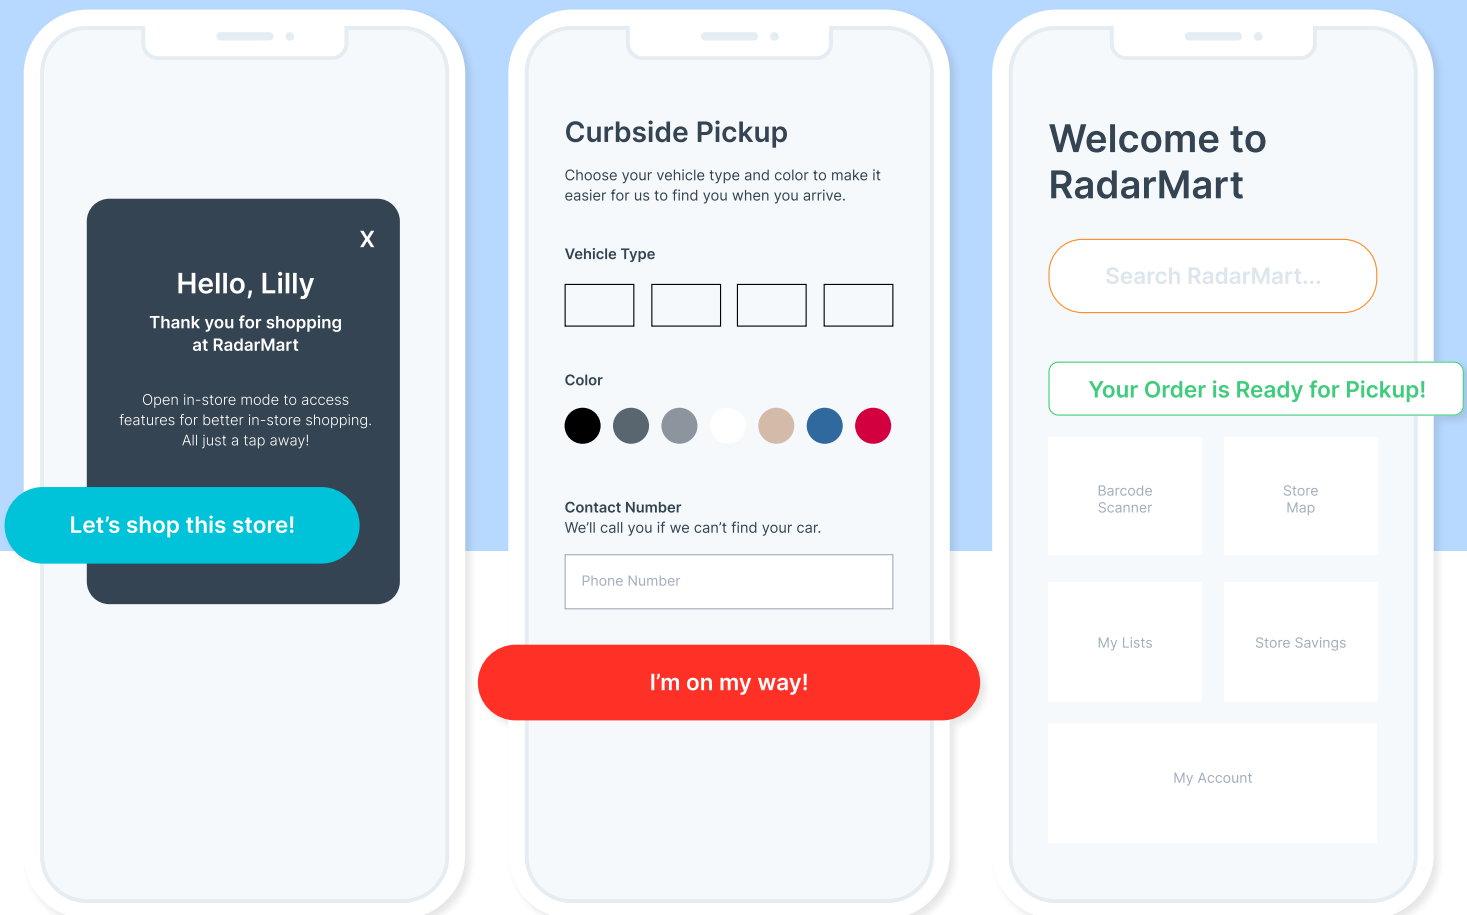 X
Hello, Lilly
Thank you for shopping
at RadarMart
Open in-store mode to access
features for better in-store shopping.
All just a tap away!
Let’s shop this store!
Curbside Pickup
Choose your vehicle type and color to make it
easier for us to find you when you arrive.
Vehicle Type
Color
Contact Number
We’ll call you if we can’t find your car.
Phone Number
I’m on my way!
Welcome to
RadarMart
Search RadarMart...
Your Order is Ready for Pickup!
Barcode
Scanner
Store
Map
My Lists
Store Savings
My Account